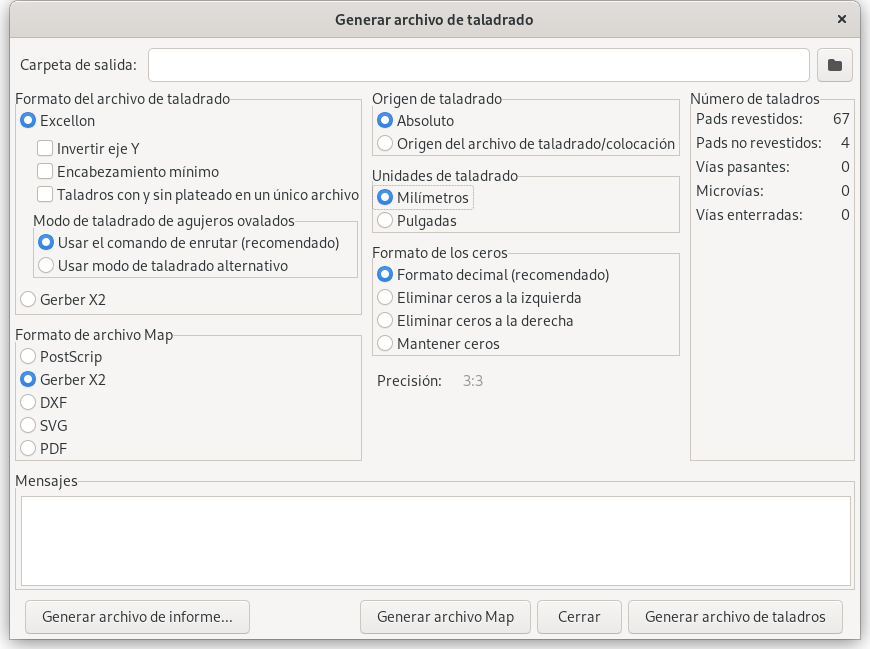 Generar archivo de taladrado
Carpeta de salida:
Formato del archivo de taladrado
Excellon
Invertir eje Y
Encabezamiento mínimo
Taladros con y sin plateado en un único archivo
Modo de taladrado de agujeros ovalados
Usar el comando de enrutar (recomendado)
Usar modo de taladrado alternativo
Gerber X2
Formato de archivo Map
PostScrip
Gerber X2
DXF
SVG
PDF
Origen de taladrado
Absoluto
Origen del archivo de taladrado/colocación
Unidades de taladrado
Milímetros
Pulgadas
Formato de los ceros
Formato decimal (recomendado)
Eliminar ceros a la izquierda
Eliminar ceros a la derecha
Mantener ceros
Precisión: 3:3
Número de taladros
Pads revestidos: 67
Pads no revestidos: 4
Vías pasantes: 0
Microvías: 0
Vías enterradas: 0
Mensajes
Generar archivo de informe... Generar archivo Map Cerrar Generar archivo de taladros